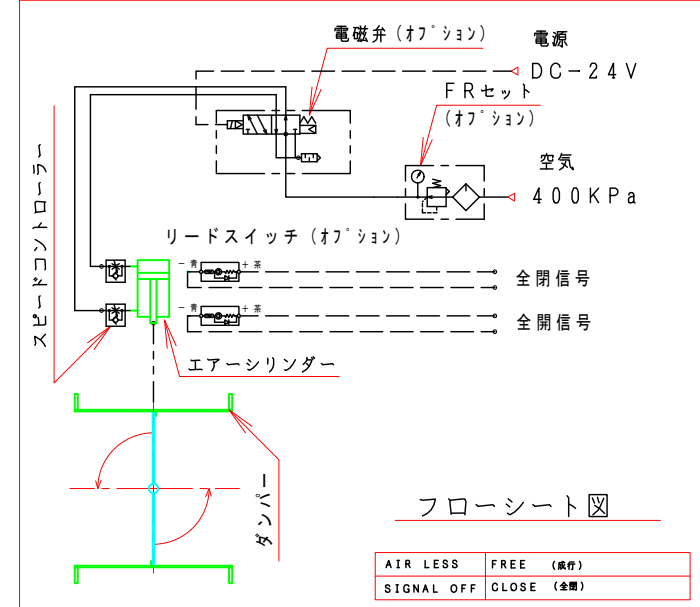 電磁弁(オプション)
電源
DC-24V
FRセット
(オプション)
空気
400KPa
スピードコントローラー
リードスイッチ(オプション)
- 青
+ 茶
全閉信号
- 青
+ 茶
全開信号
エアーシリンダー
ダンパー
フローシート図
AIR LESS FREE (成行)
SIGNAL OFF CLOSE (全閉)